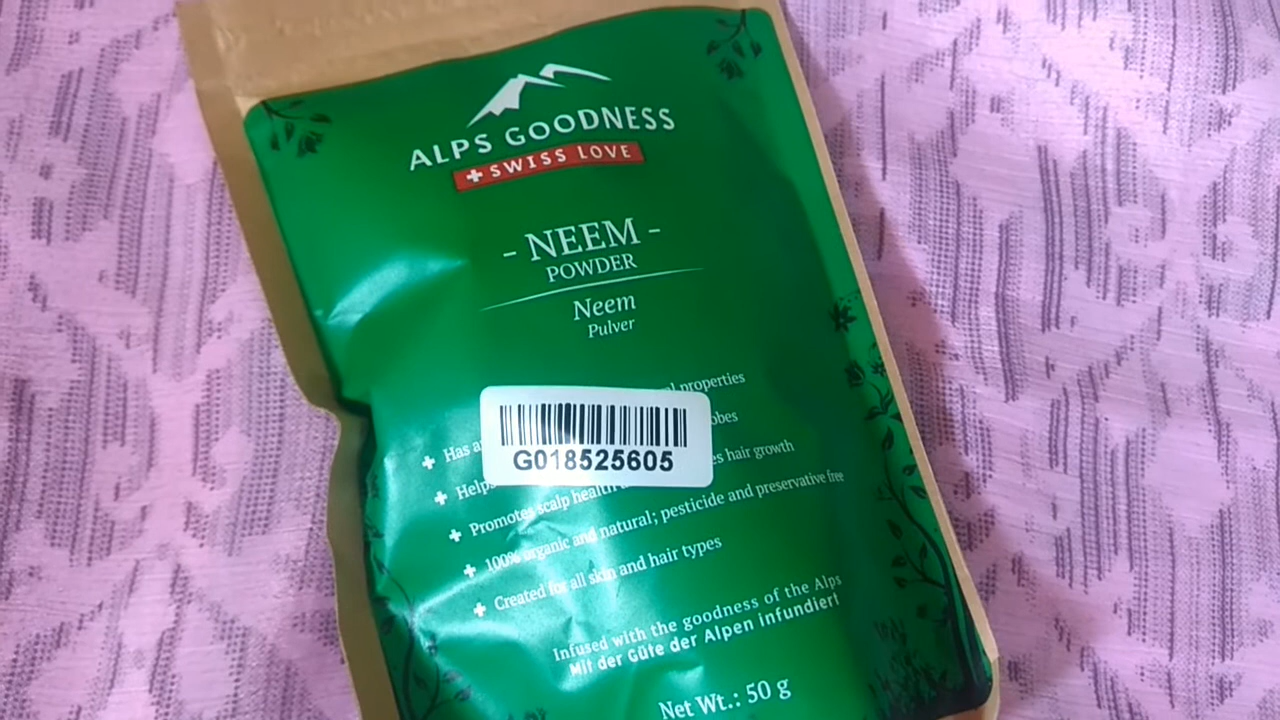 ALPS GOODNESS
SWISS LOVE
- NEEM -
POWDER
Neem
Pulver
Has a
properties
Helps
Promotes scalp health
hair growth
100% organic and natural; pesticide and preservative free
Created for all skin and hair types
G018525605
Infused with the goodness of the Alps
Mit der Güte der Alpen infundiert
Net Wt.: 50 g